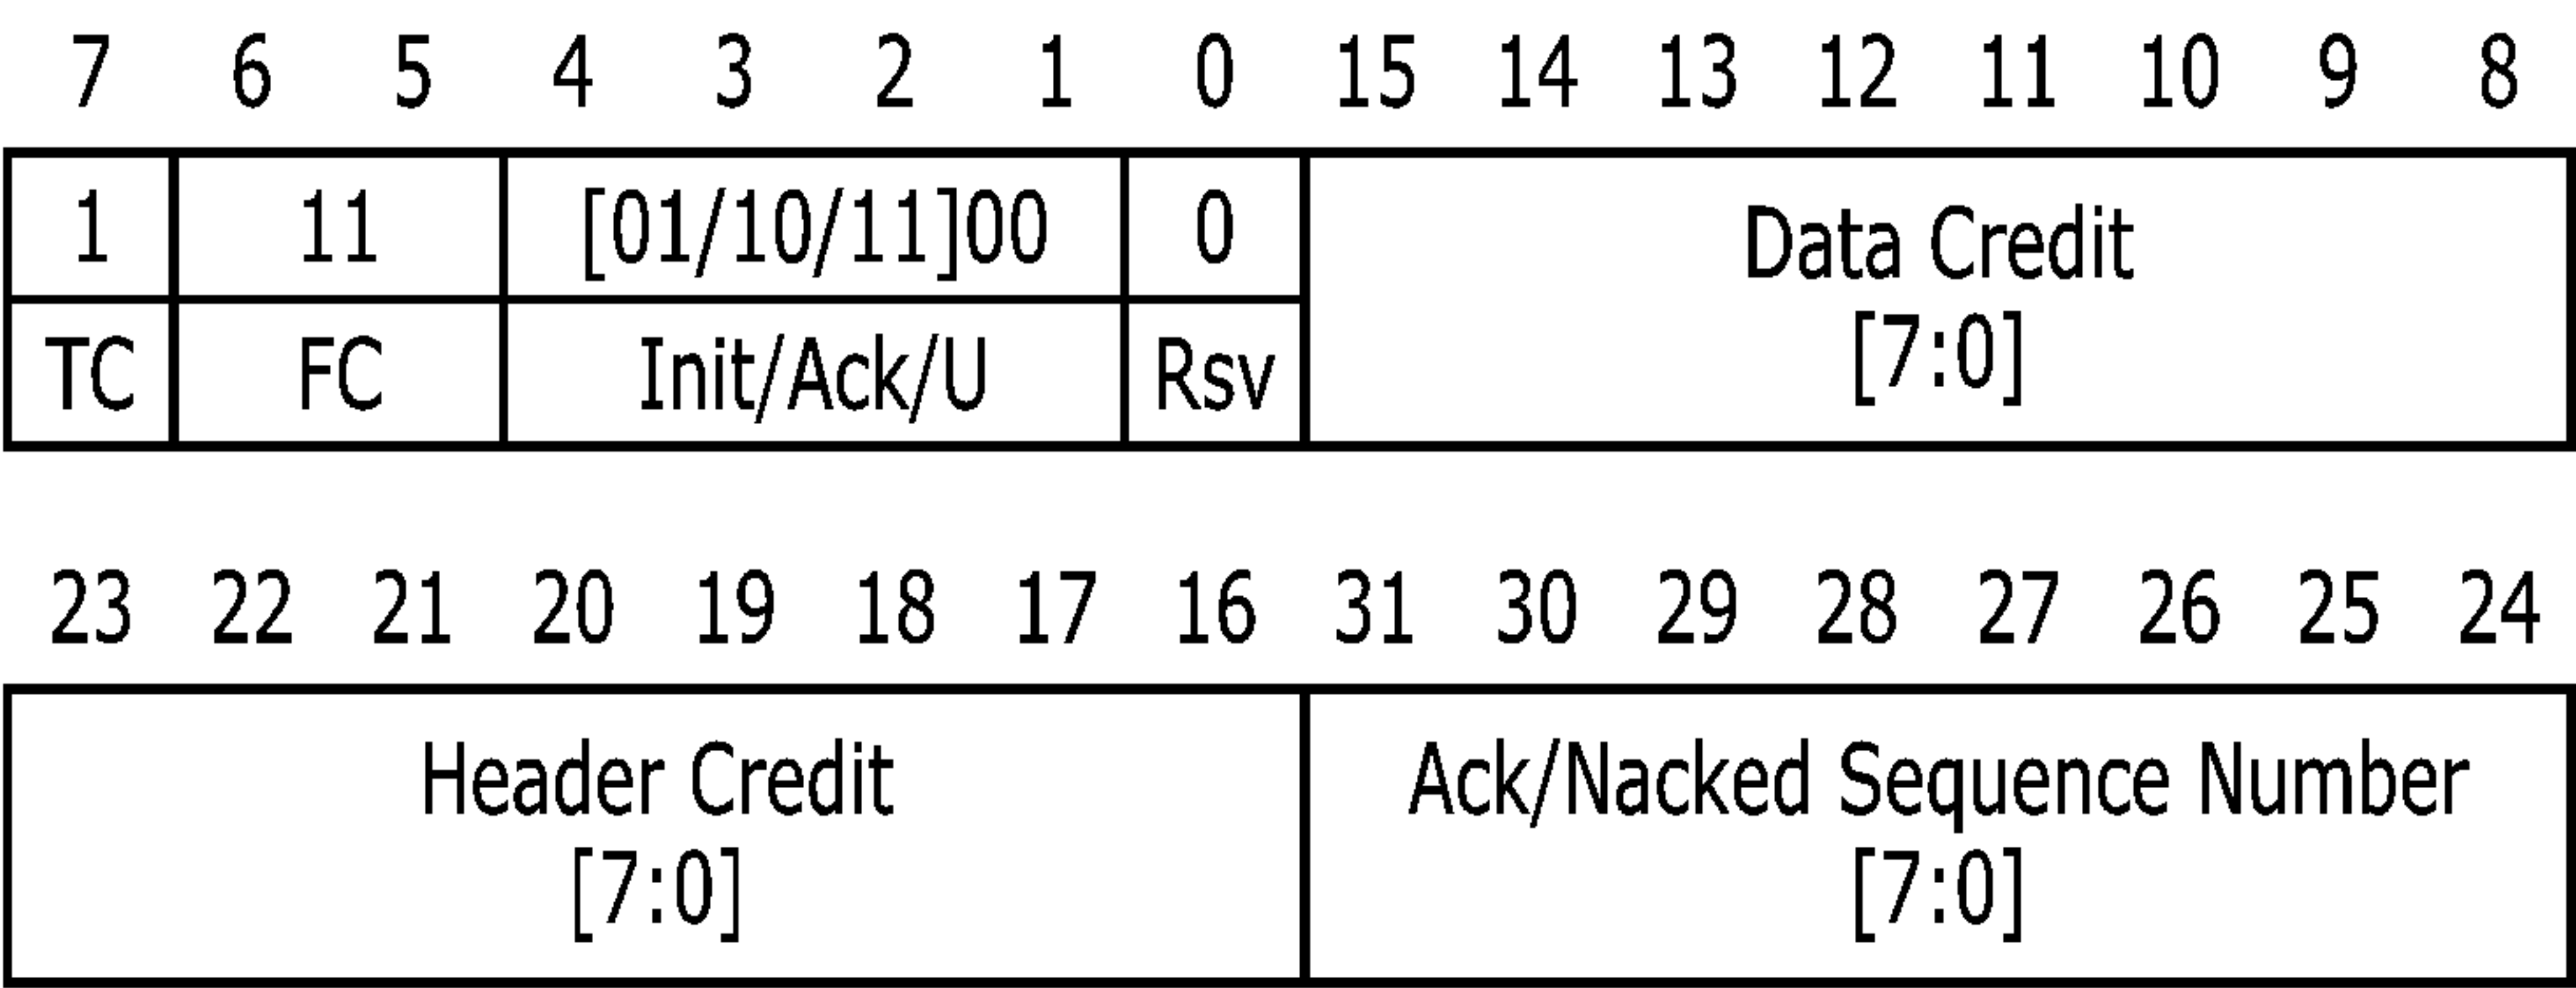 7 6 5 4 3 2 1 0 15 14 13 12 11 10 9 8
1 11 [01/10/11]00 0 Data Credit
TC FC Init/Ack/U Rsv [7:0]
23 22 21 20 19 18 17 16 31 30 29 28 27 26 25 24
Header Credit Ack/Nacked Sequence Number
[7:0] [7:0]